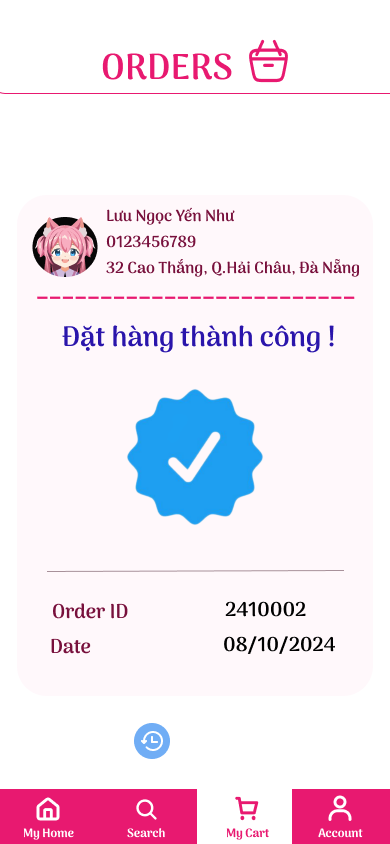 ORDERS
Lưu Ngọc Yến Như
0123456789
32 Cao Thắng, Q.Hải Châu, Đà Nẵng
Đặt hàng thành công !
Order ID 2410002
Date 08/10/2024
My Home Search My Cart Account